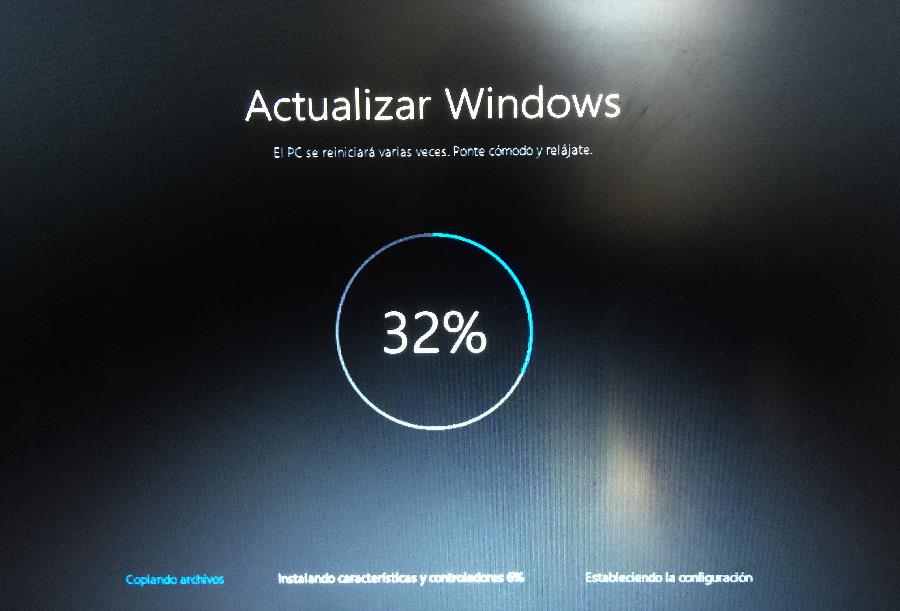 Actualizar Windows
El PC se reiniciará varias veces. Ponte cómodo y relájate.
32%
Copiando archivos
Instalando características y controladores 6%
Estableciendo la configuración